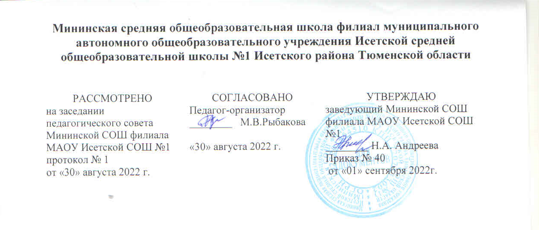 Мининская средняя общеобразовательная школа филиал муниципального
автономного общеобразовательного учреждения Исетской средней
общеобразовательной школы №1 Исетского района Тюменской области
РАССМОТРЕНО
на заседании
педагогического совета
Мининской СОШ филиала
МАОУ Исетской СОШ №1
протокол № 1
от «30» августа 2022 г.
СОГЛАСОВАНО
Педагог-организатор
М.В.Рыбакова
«30» августа 2022 г.
УТВЕРЖДАЮ
заведующий Мининской СОШ
филиала МАОУ Исетской СОШ
№1
Н.А. Андреева
Приказ № 40
от «01» сентября 2022г.